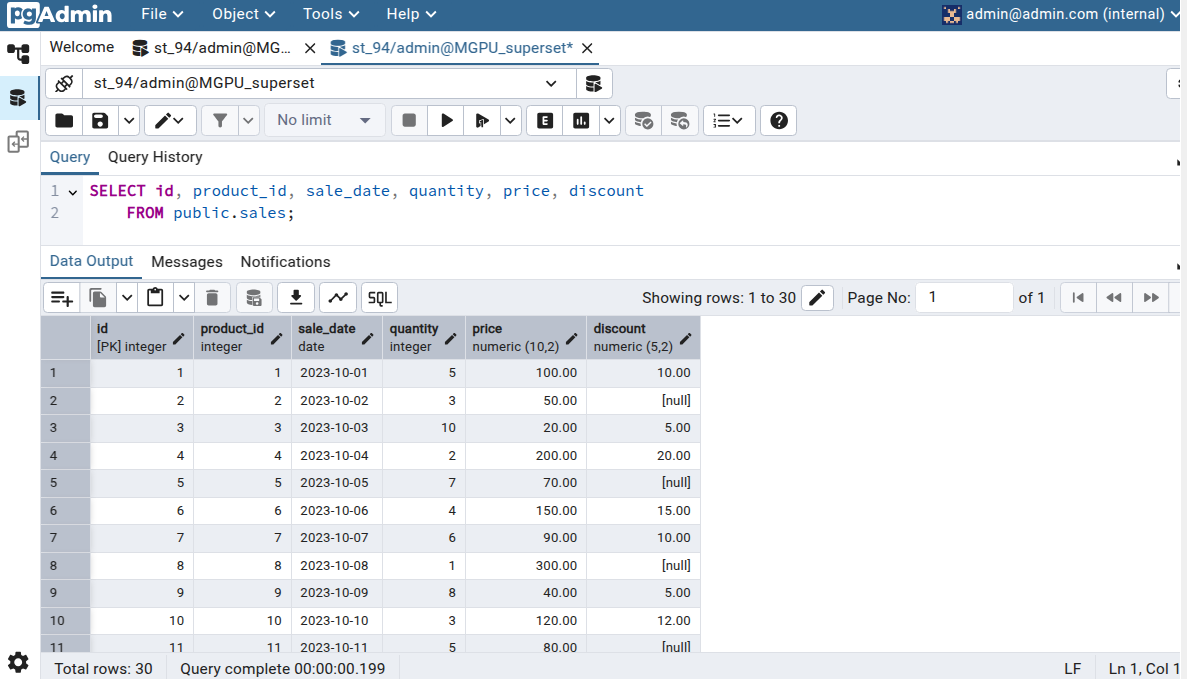 pgAdmin File Object Tools Help admin@admin.com (internal)
Welcome st_94/admin@MG... st_94/admin@MGPU_superset*
st_94/admin@MGPU_superset
No limit E
Query Query History
1 SELECT id, product_id, sale_date, quantity, price, discount
2 FROM public.sales;
Data Output Messages Notifications
SQL Showing rows: 1 to 30 Page No: 1 of 1
id product_id sale_date quantity price discount
[PK] integer integer date integer numeric (10,2) numeric (5,2)
1 1 1 2023-10-01 5 100.00 10.00
2 2 2 2023-10-02 3 50.00 [null]
3 3 3 2023-10-03 10 20.00 5.00
4 4 4 2023-10-04 2 200.00 20.00
5 5 5 2023-10-05 7 70.00 [null]
6 6 6 2023-10-06 4 150.00 15.00
7 7 7 2023-10-07 6 90.00 10.00
8 8 8 2023-10-08 1 300.00 [null]
9 9 9 2023-10-09 8 40.00 5.00
10 10 10 2023-10-10 3 120.00 12.00
11 11 11 2023-10-11 5 80.00 [null]
Total rows: 30 Query complete 00:00:00.199 LF Ln 1, Col 1